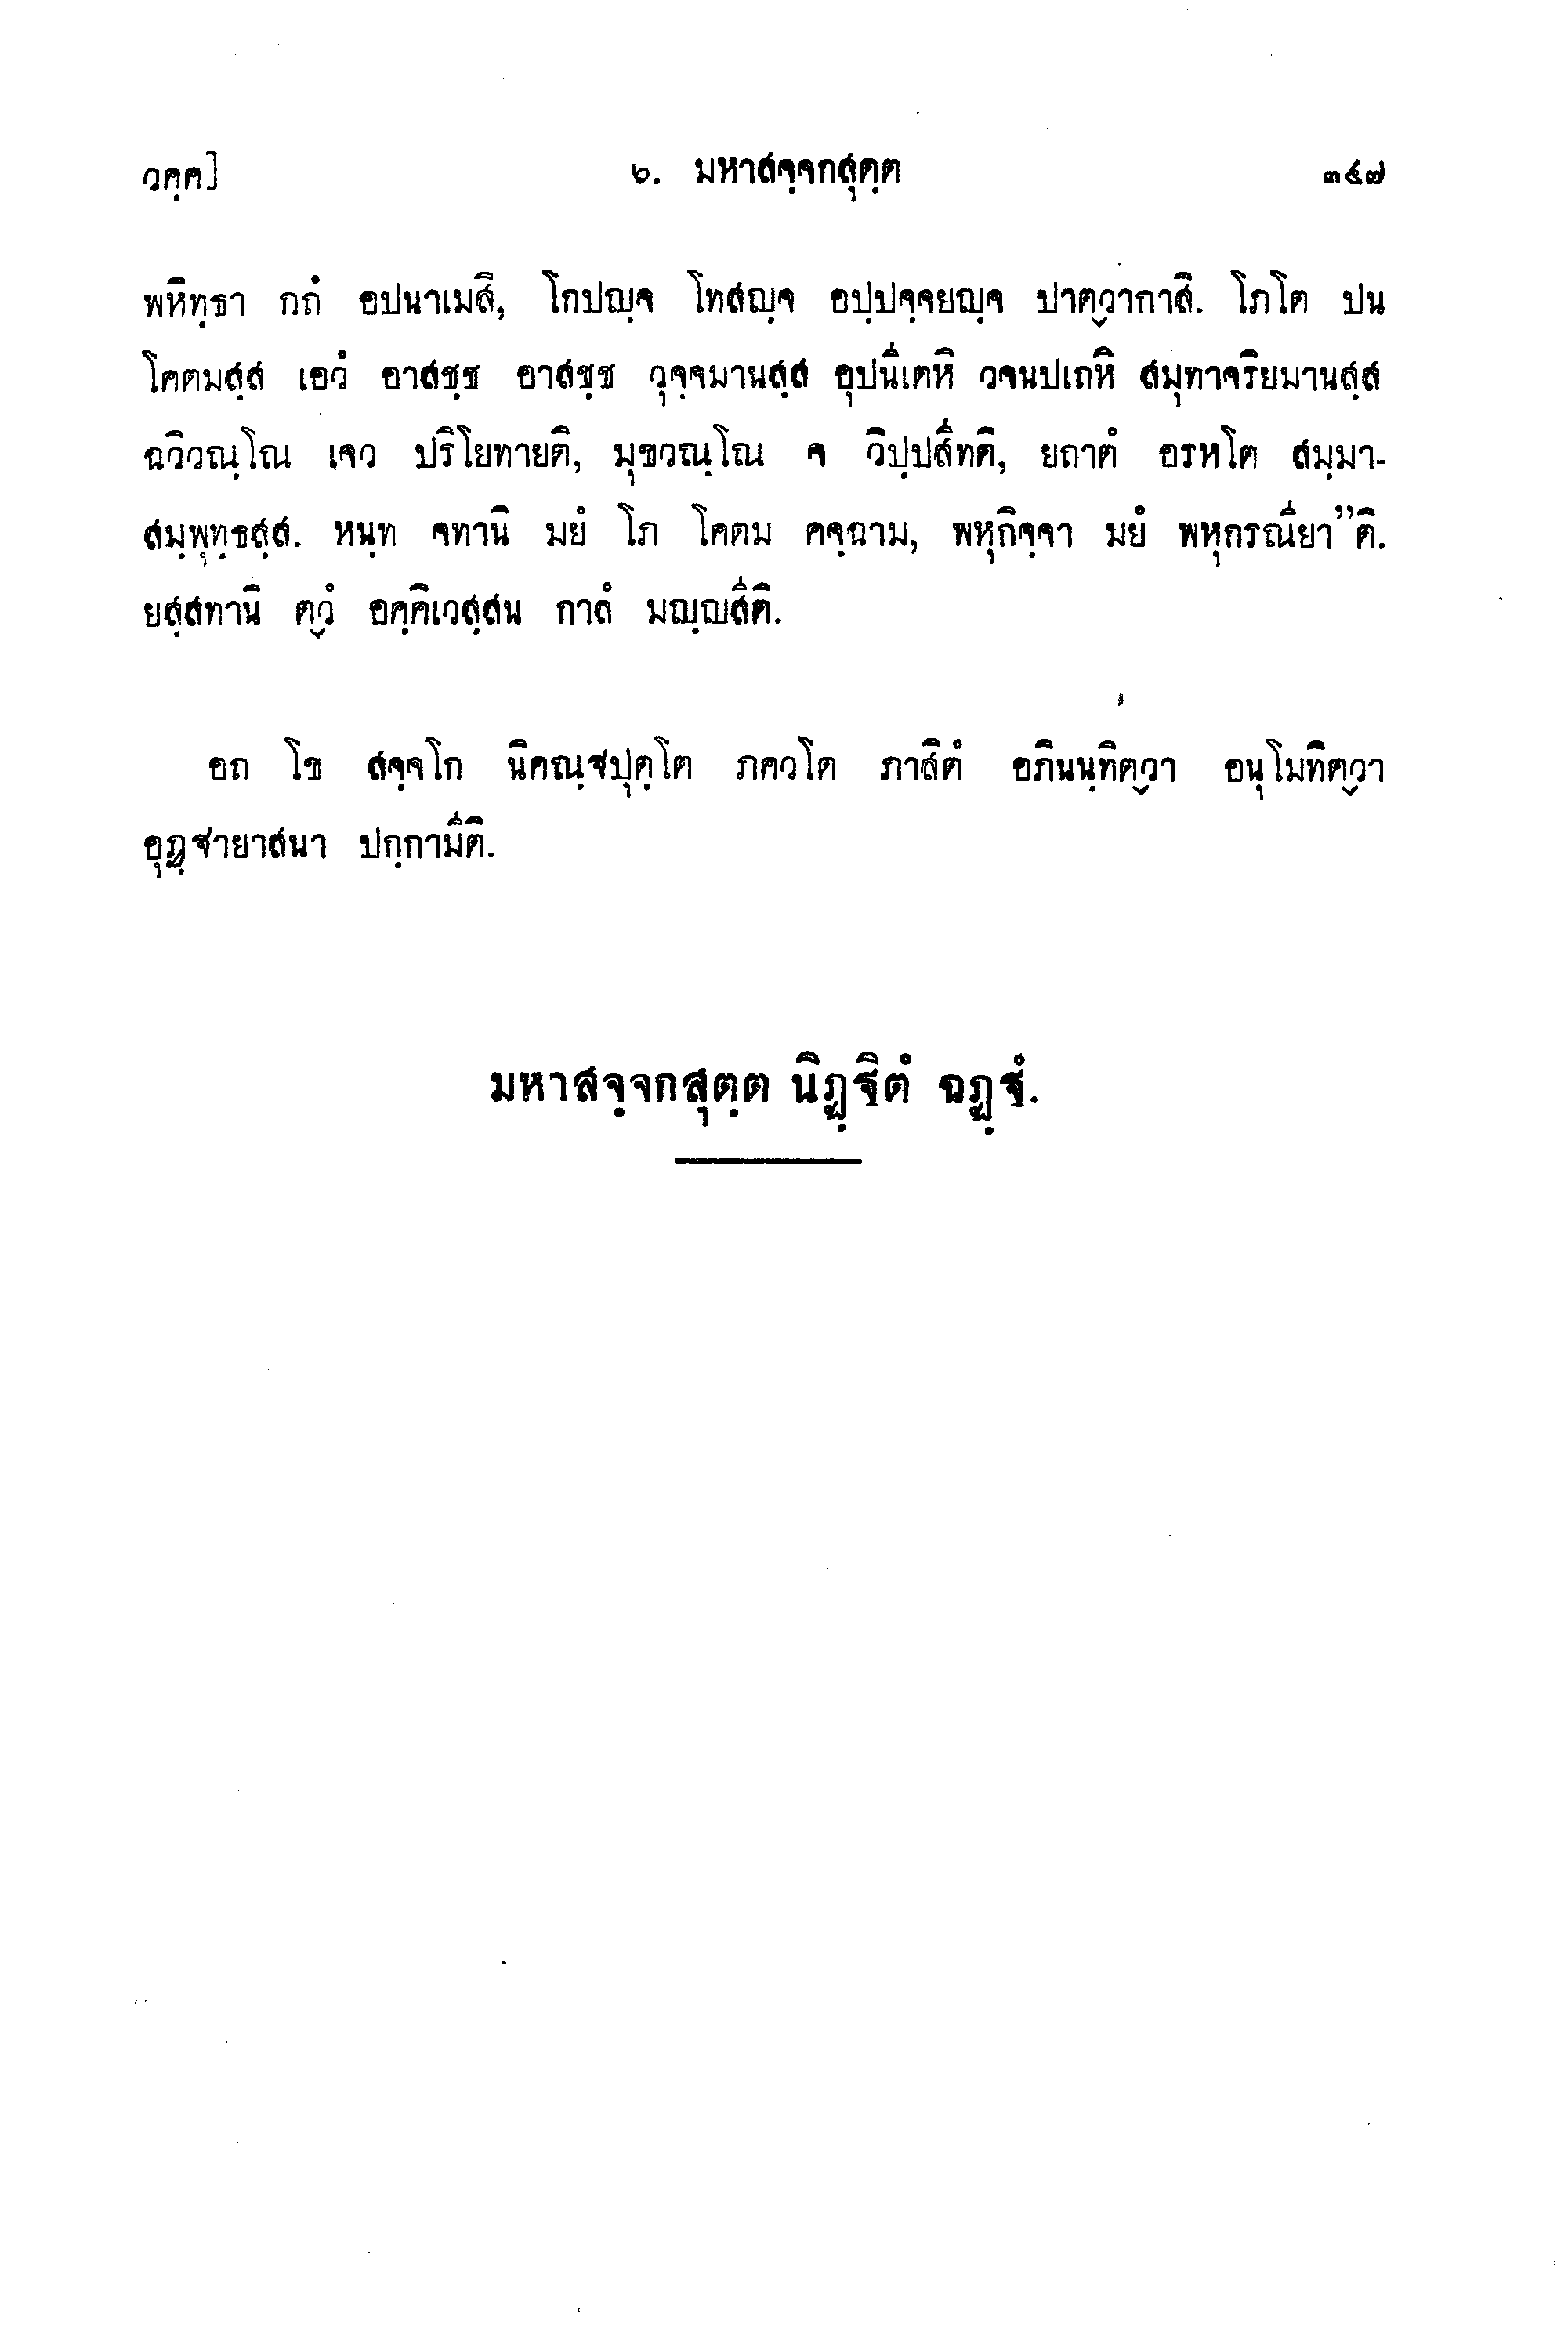 วคฺค]	๖. มหาสจฺจกสุตฺต	๓๔๗
พหิทฺธา กถํ อปนาเมสิ, โกปญฺจ โทสญฺจ อปฺปจฺจยญฺจ ปาตฺวากาสิ. โภโต ปน
โคตมสฺส เอวํ อาสชฺช อาสชฺช วุจฺจมานสฺส อุปนีเตหิ วจนปเถหิ สมุทาจริยมานสฺส
ฉวิวณฺโณ เจว ปริโยทายติ, มุขวณฺโณ จ วิปฺปสีทติ, ยถาตํ อรหโต สมฺมา-
สมฺพุทฺธสฺส. หนฺท จทานิ มยํ โภ โคตม คจฺฉาม, พหุกิจฺจา มยํ พหุกรณียา”ติ.
ยสฺสทานิ ตฺวํ อคฺคิเวสฺสน กาลํ มญฺญสีติ.
อถ โข สจฺจโก นิคณฺฐปุตฺโต ภควโต ภาสิตํ อภินนฺทิตฺวา อนุโมทิตฺวา
อุฏฺฐายาสนา ปกฺกามีติ.
มหาสจฺจกสุตฺต นิฏฺฐิตํ ฉฏฺฐํ.